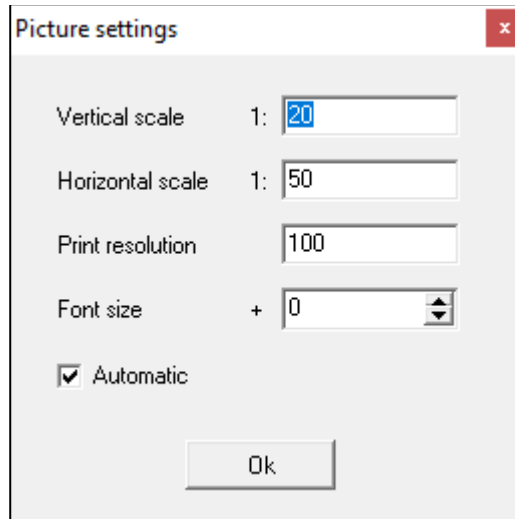 Picture settings x
Vertical scale 1: 20
Horizontal scale 1: 50
Print resolution 100
Font size + 0
Automatic
Ok